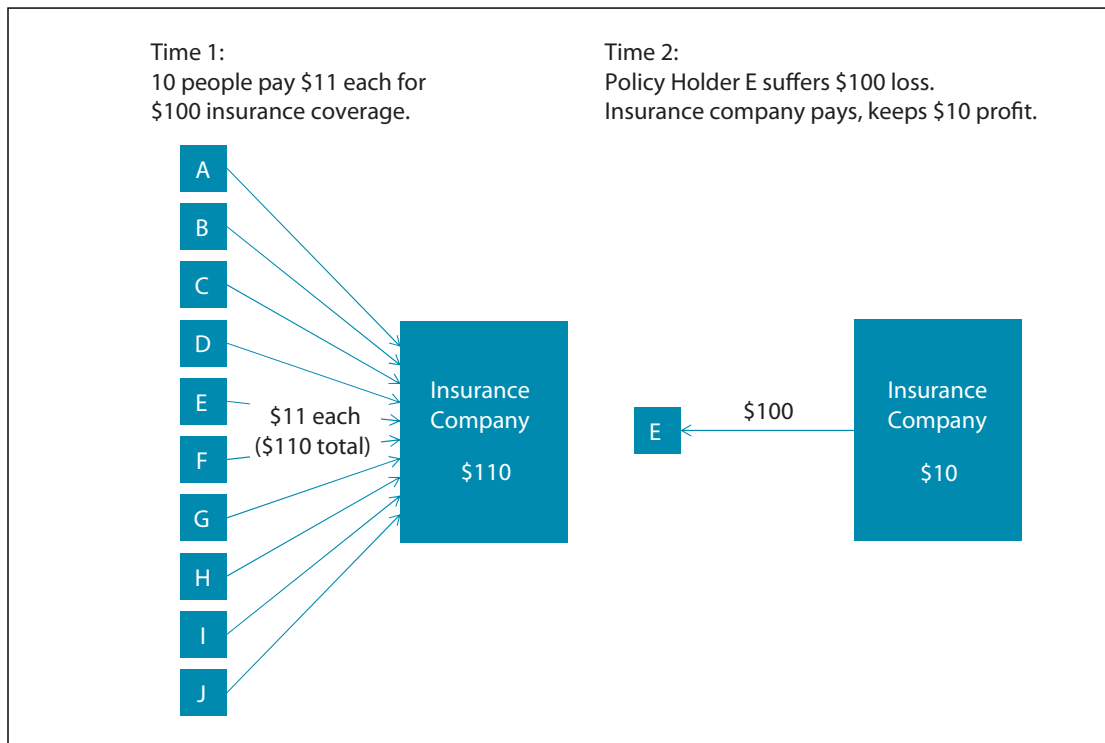 Time 1:
10 people pay $11 each for
$100 insurance coverage.
Time 2:
Policy Holder E suffers $100 loss.
Insurance company pays, keeps $10 profit.
A
B
C
D
E
F
G
H
I
J
$11 each
($110 total)
Insurance
Company
$110
E
$100
Insurance
Company
$10